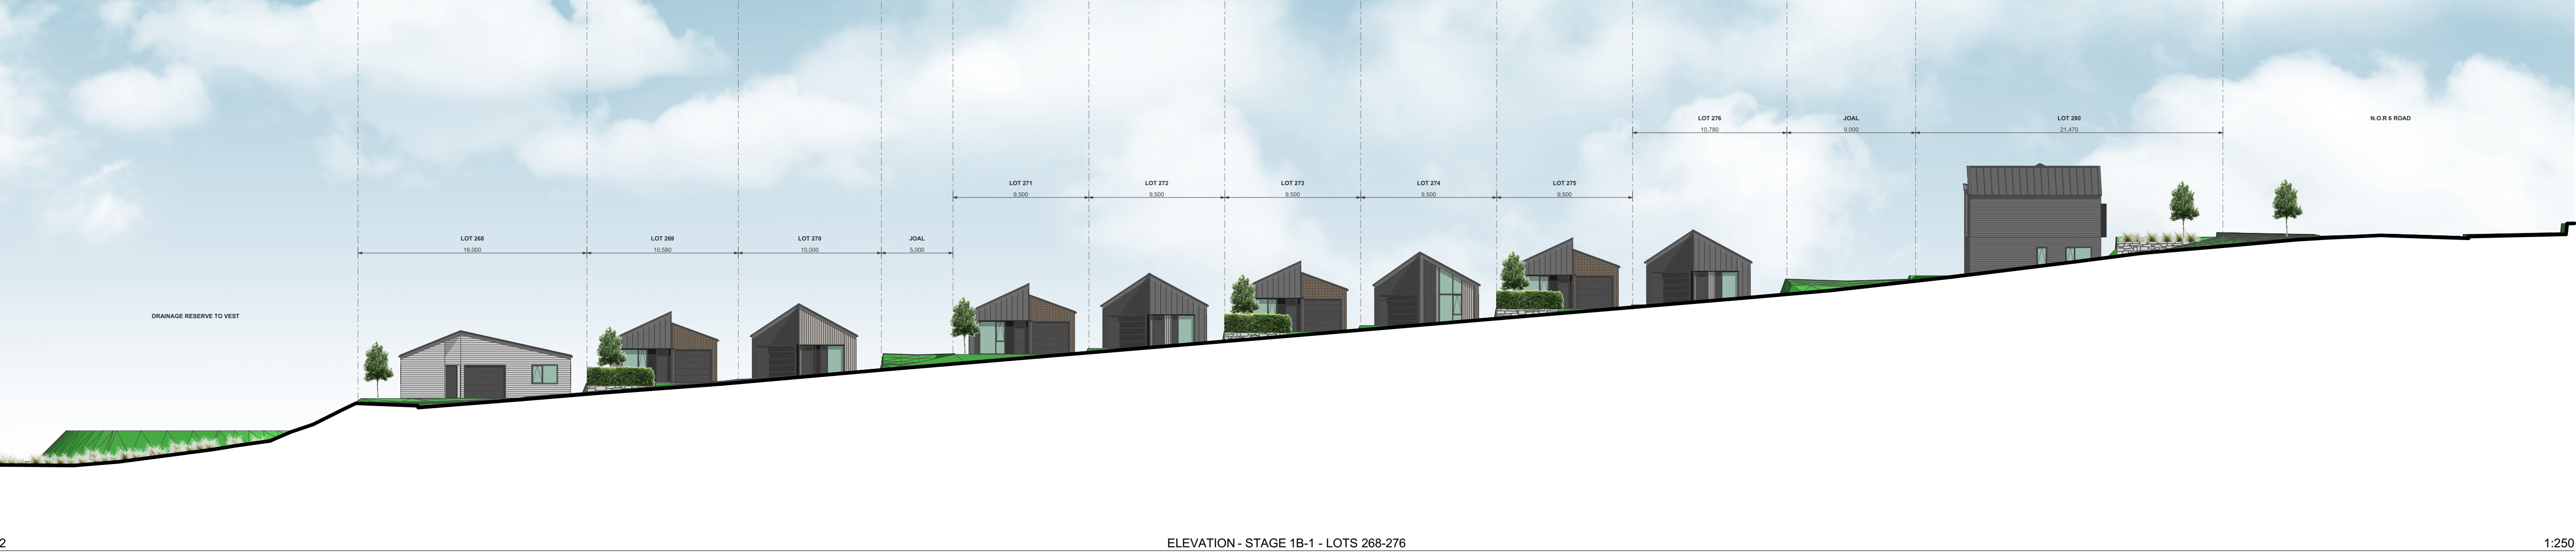 LOT 276
JOAL
LOT 280
N.O.R 6 ROAD
10,780
9,000
21,470
LOT 271
LOT 272
LOT 273
LOT 274
LOT 275
9,500
9,500
9,500
9,500
9,500
LOT 268
LOT 269
LOT 270
JOAL
16,000
10,580
10,000
5,000
DRAINAGE RESERVE TO VEST
2
ELEVATION - STAGE 1B-1 - LOTS 268-276
1:250